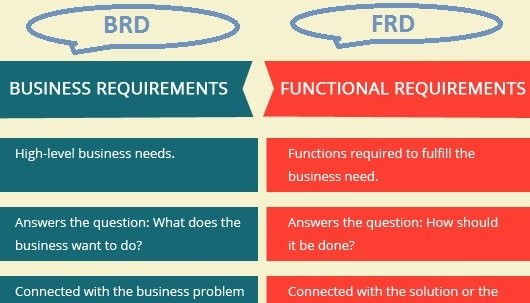 BRD
FRD
BUSINESS REQUIREMENTS
FUNCTIONAL REQUIREMENTS
High-level business needs.
Functions required to fulfill the
business need.
Answers the question: What does the
business want to do?
Answers the question: How should
it be done?
Connected with the business problem
Connected with the solution or the